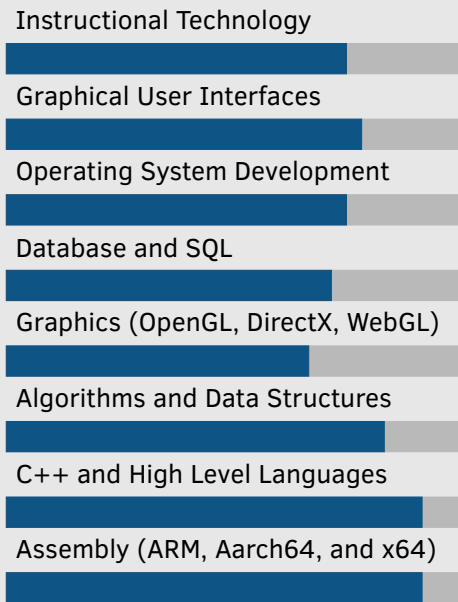 Instructional Technology
Graphical User Interfaces
Operating System Development
Database and SQL
Graphics (OpenGL, DirectX, WebGL)
Algorithms and Data Structures
C++ and High Level Languages
Assembly (ARM, Aarch64, and x64)